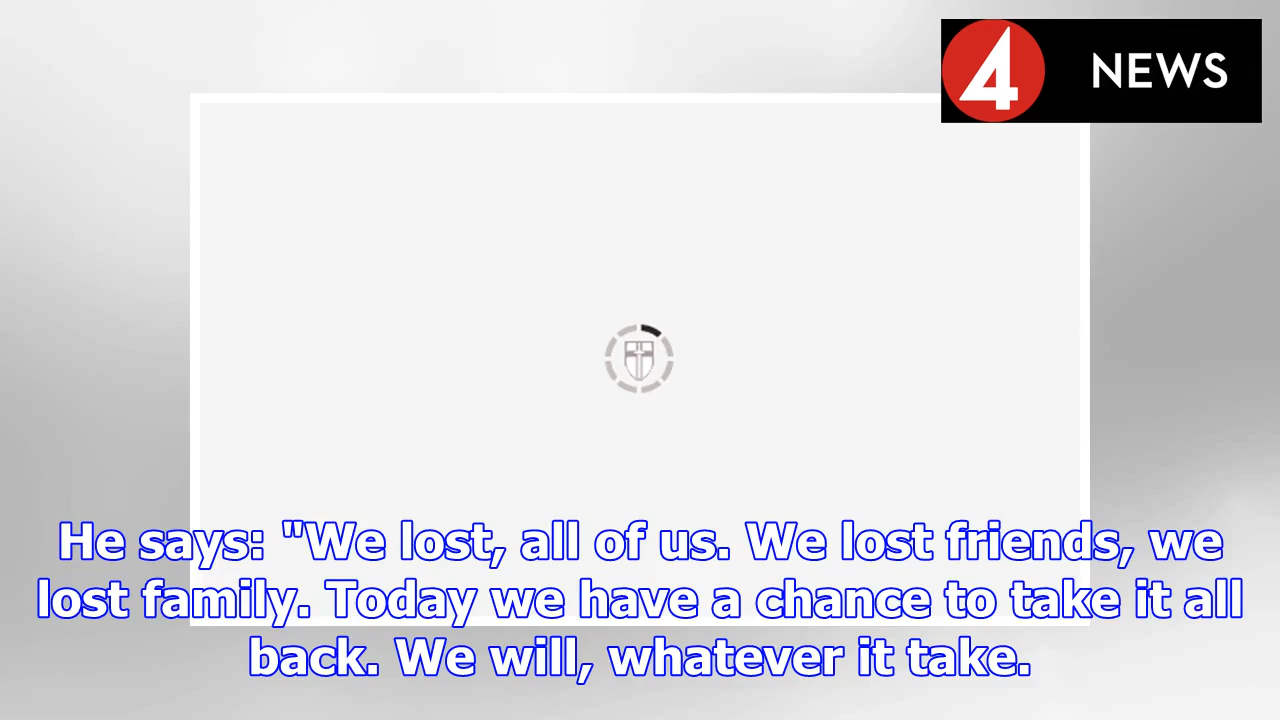 4 NEWS
He says: "We lost, all of us. We lost friends, we
lost family. Today we have a chance to take it all
back. We will, whatever it take.